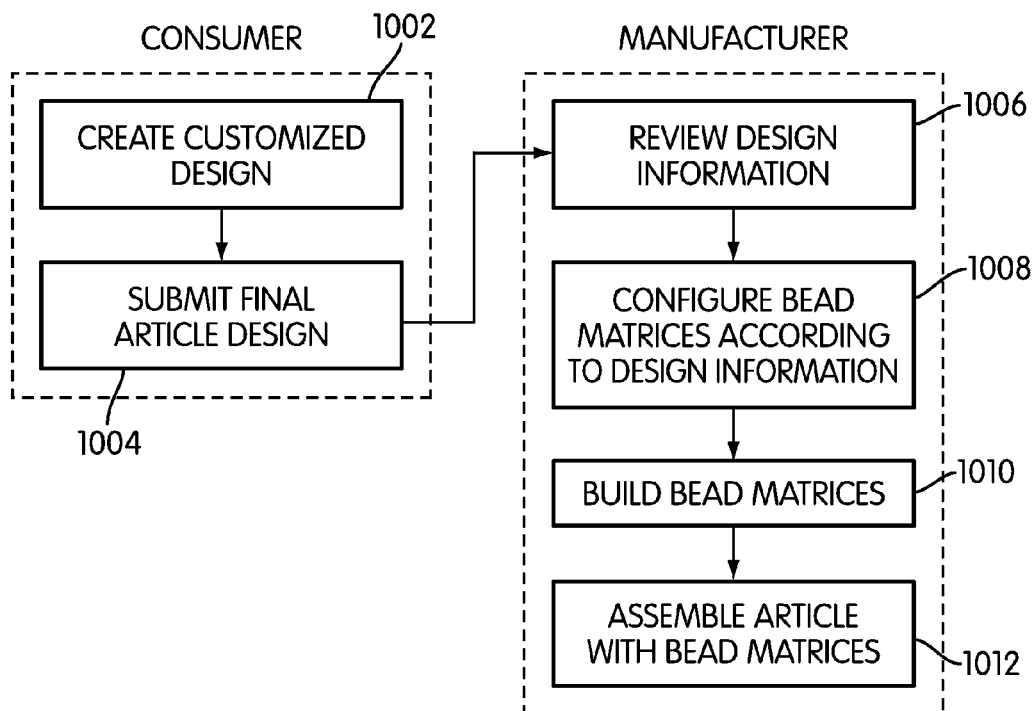 CONSUMER
1002
CREATE CUSTOMIZED
DESIGN
SUBMIT FINAL
ARTICLE DESIGN
1004
MANUFACTURER
1006
REVIEW DESIGN
INFORMATION
1008
CONFIGURE BEAD
MATRICES ACCORDING
TO DESIGN INFORMATION
1010
BUILD BEAD MATRICES
ASSEMBLE ARTICLE
WITH BEAD MATRICES
1012